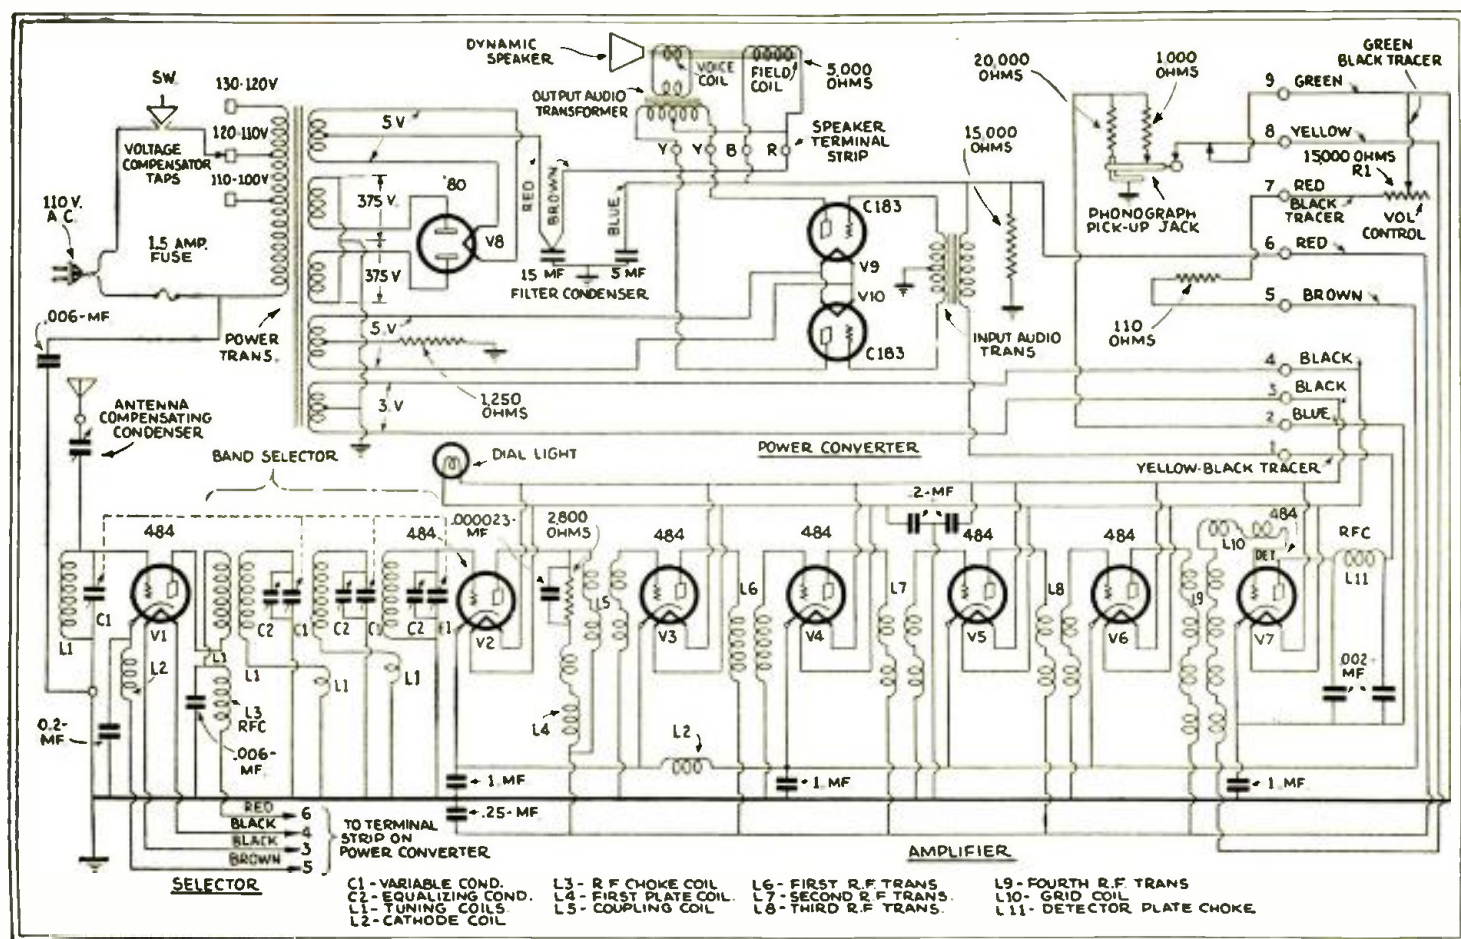 DYNAMIC
SPEAKER
VOICE
COIL
FIELD
COIL
5,000
OHMS
OUTPUT AUDIO
TRANSFORMER
SPEAKER
TERMINAL
STRIP
Y
Y
B
R
20,000
OHMS
1,000
OHMS
GREEN
BLACK TRACER
9 GREEN
8 YELLOW
15,000 OHMS
R1
7 RED
BLACK
TRACER
VOL
CONTROL
6 RED
5 BROWN
110
OHMS
PHONOGRAPH
PICK-UP JACK
4 BLACK
3 BLACK
2 BLUE
1
YELLOW-BLACK TRACER
SW.
130-120V
120-110V
VOLTAGE
COMPENSATOR
TAPS
110-100V
110 V.
A C.
1.5 AMP.
FUSE
.006-MF
POWER
TRANS.
5 V
375 V
375 V
'80
V8
5 V
1,250
OHMS
3 V
RED
BROWN
BLUE
15 MF
5 MF
FILTER CONDENSER
C183
V9
V10
C183
15,000
OHMS
INPUT AUDIO
TRANS
POWER CONVERTER
ANTENNA
COMPENSATING
CONDENSER
BAND SELECTOR
DIAL LIGHT
484
484
.000023-
MF
2,800
OHMS
484
484
.2-MF
484
484
484
DET
RFC
L10
L11
L1
C1
V1
L2
L1
L1
C2
C1
L1
C2
C1
L1
C2
C1
V2
L5
V3
L6
V4
L7
V5
L8
V6
L9
V7
.002-
MF
L3
RFC
.006-
MF
0.2-
MF
L4
L2
1. MF
.25-MF
1. MF
1. MF
RED 6
BLACK 4
BLACK 3
BROWN 5
TO TERMINAL
STRIP ON
POWER CONVERTER
SELECTOR
AMPLIFIER
C1-VARIABLE COND.
C2-EQUALIZING COND.
L1-TUNING COILS
L2-CATHODE COIL
L3-R F CHOKE COIL
L4-FIRST PLATE COIL.
L5-COUPLING COIL
L6-FIRST R.F. TRANS
L7-SECOND R F TRANS.
L8-THIRD R.F TRANS.
L9-FOURTH R.F. TRANS
L10-GRID COIL
L11-DETECTOR PLATE CHOKE